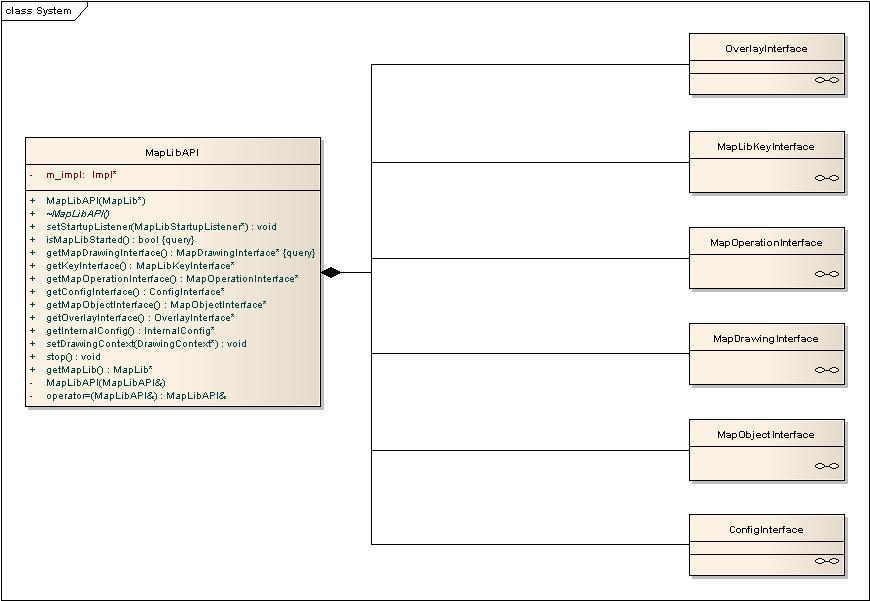 class System
MapLibAPI
- m_impl: Impl*
+ MapLibAPI(MapLib*)
+ ~MapLibAPI()
+ setStartupListener(MapLibStartupListener*) : void
+ isMapLibStarted() : bool {query}
+ getMapDrawingInterface() : MapDrawingInterface* {query}
+ getKeyInterface() : MapLibKeyInterface*
+ getMapOperationInterface() : MapOperationInterface*
+ getConfigInterface() : ConfigInterface*
+ getMapObjectInterface() : MapObjectInterface*
+ getOverlayInterface() : OverlayInterface*
+ getInternalConfig() : InternalConfig*
+ setDrawingContext(DrawingContext*) : void
+ stop() : void
+ getMapLib() : MapLib*
- MapLibAPI(MapLibAPI&)
- operator=(MapLibAPI&) : MapLibAPI&
OverlayInterface
MapLibKeyInterface
MapOperationInterface
MapDrawingInterface
MapObjectInterface
ConfigInterface